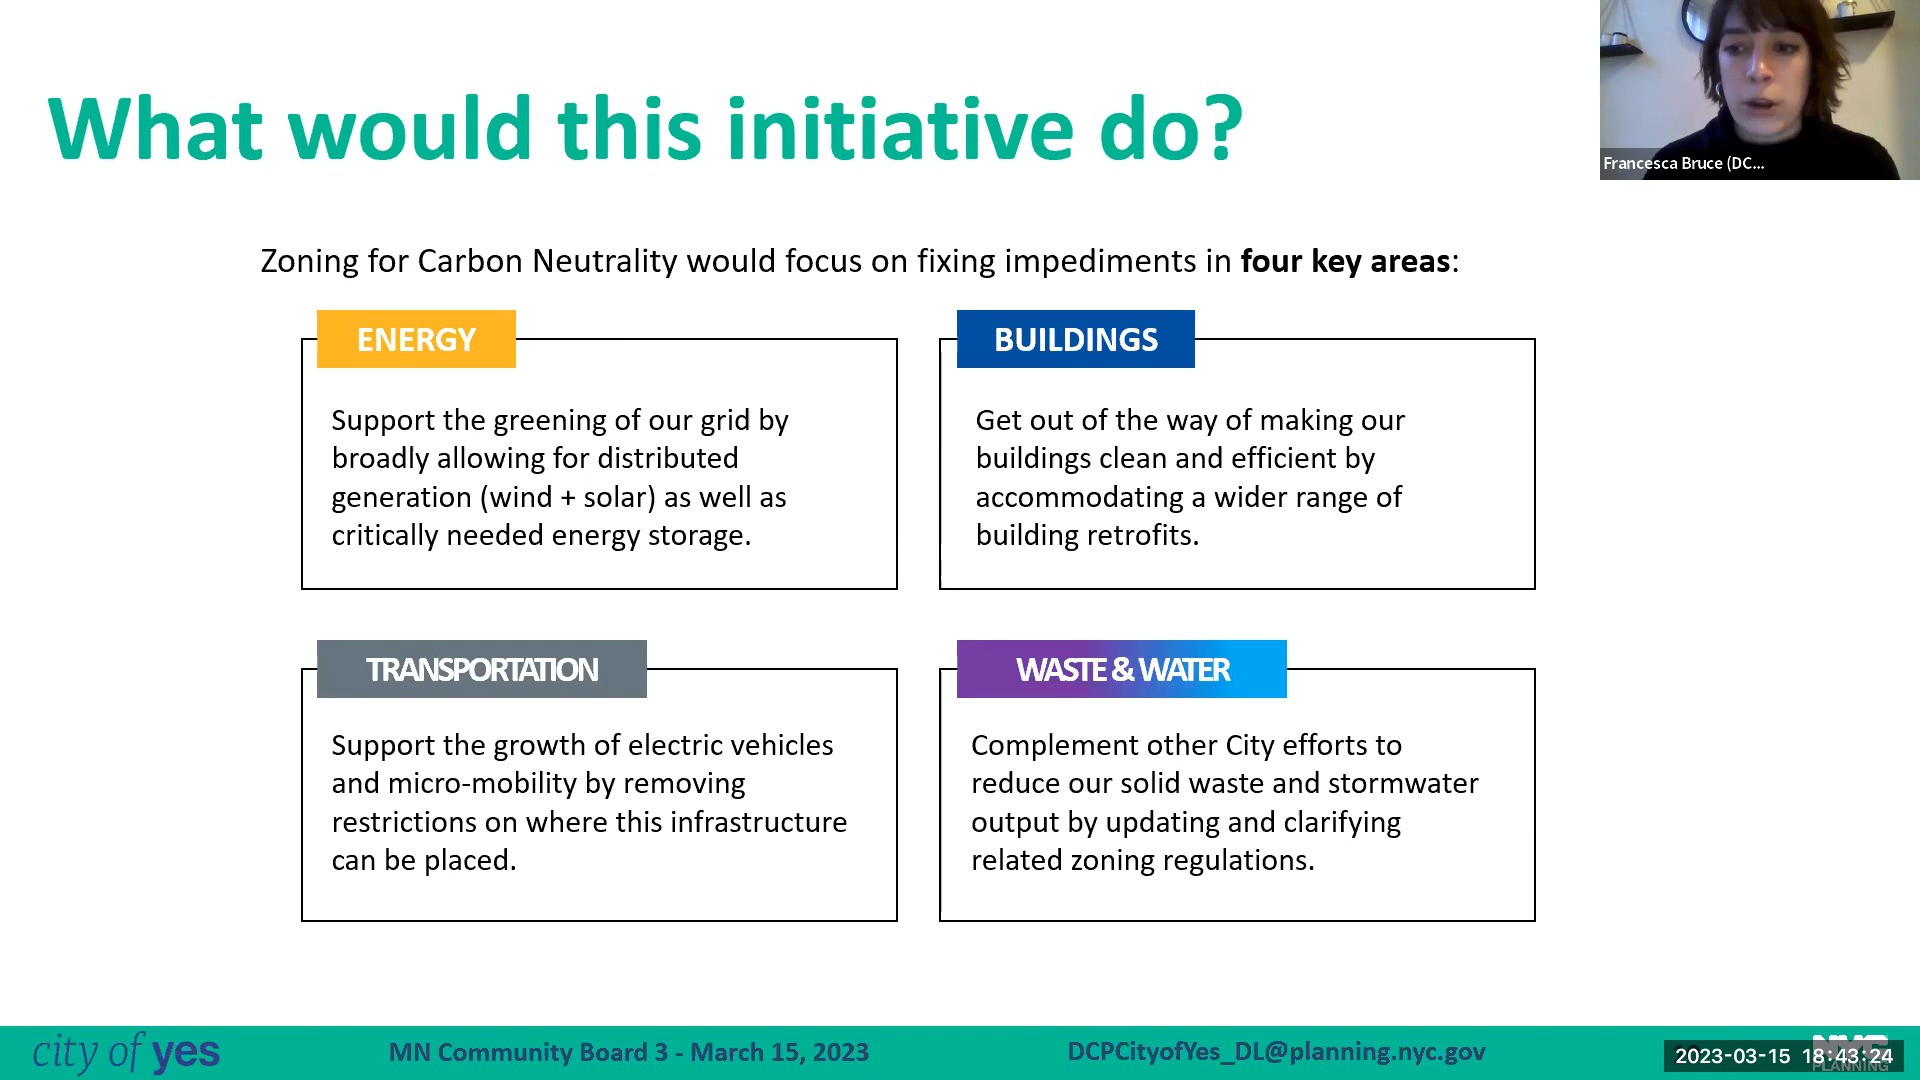 What would this initiative do?
Francesca Bruce (DC...
Zoning for Carbon Neutrality would focus on fixing impediments in four key areas:
ENERGY
Support the greening of our grid by
broadly allowing for distributed
generation (wind + solar) as well as
critically needed energy storage.
BUILDINGS
Get out of the way of making our
buildings clean and efficient by
accommodating a wider range of
building retrofits.
TRANSPORTATION
Support the growth of electric vehicles
and micro-mobility by removing
restrictions on where this infrastructure
can be placed.
WASTE & WATER
Complement other City efforts to
reduce our solid waste and stormwater
output by updating and clarifying
related zoning regulations.
city of yes
MN Community Board 3 - March 15, 2023
DCPCityofYes_DL@planning.nyc.gov
NYC
PLANNING
2023-03-15 18:43:24